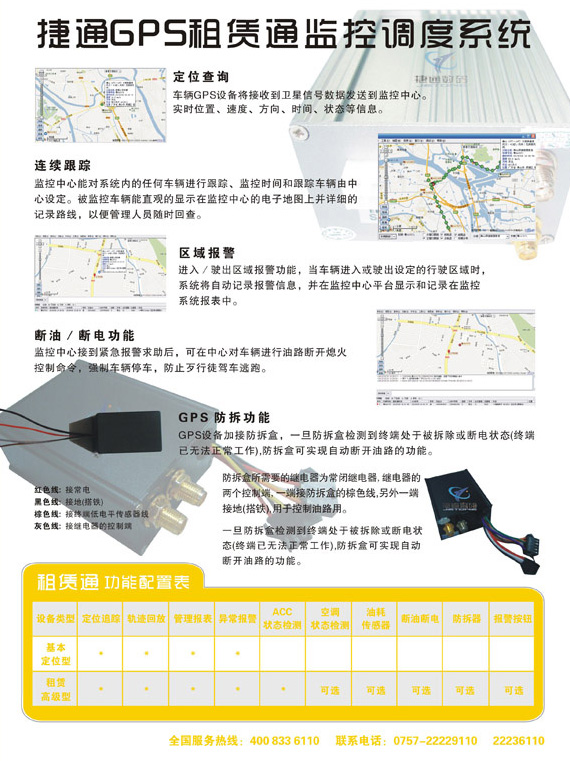 捷通GPS租赁通监控调度系统
定位查询
车辆GPS设备将接收到卫星信号数据发送到监控中心。
实时位置、速度、方向、时间、状态等信息。
连续跟踪
监控中心能对系统内的任何车辆进行跟踪、监控时间和跟踪车辆由中
心设定。被监控车辆能直观的显示在监控中心的电子地图上并详细的
记录路线，以便管理人员随时回查。
区域报警
进入／驶出区域报警功能，当车辆进入或驶出设定的行驶区域时，
系统将自动记录报警信息，并在监控中心平台显示和记录在监控
系统报表中。
断油 / 断电功能
监控中心接到紧急报警求助后，可在中心对车辆进行油路断开熄火
控制命令，强制车辆停车，防止歹行徒驾车逃跑。
GPS 防拆功能
GPS设备加接防拆盒，一旦防拆盒检测到终端处于被拆除或断电状态(终端
已无法正常工作),防拆盒可实现自动断开油路的功能。
防拆盒所需要的继电器为常闭继电器, 继电器的
两个控制端, 一端接防拆盒的棕色线,另外一端
接地(搭铁),用于控制油路用。
一旦防拆盒检测到终端处于被拆除或断电状
态(终端已无法正常工作),防拆盒可实现自动
断开油路的功能。
红色线: 接常电
黑色线: 接地(搭铁)
棕色线: 接终端低电平传感器线
灰色线: 接继电器的控制端
租赁通 功能配置表
设备类型 定位追踪 轨迹回放 管理报表 异常报警 ACC状态检测 空调状态检测 油耗传感器 断油断电 防拆器 报警按钮
基本定位型 * * * *
租赁高级型 * * * * * 可选 可选 可选 可选 可选
全国服务热线：400 833 6110 联系电话：0757-22229110 22236110